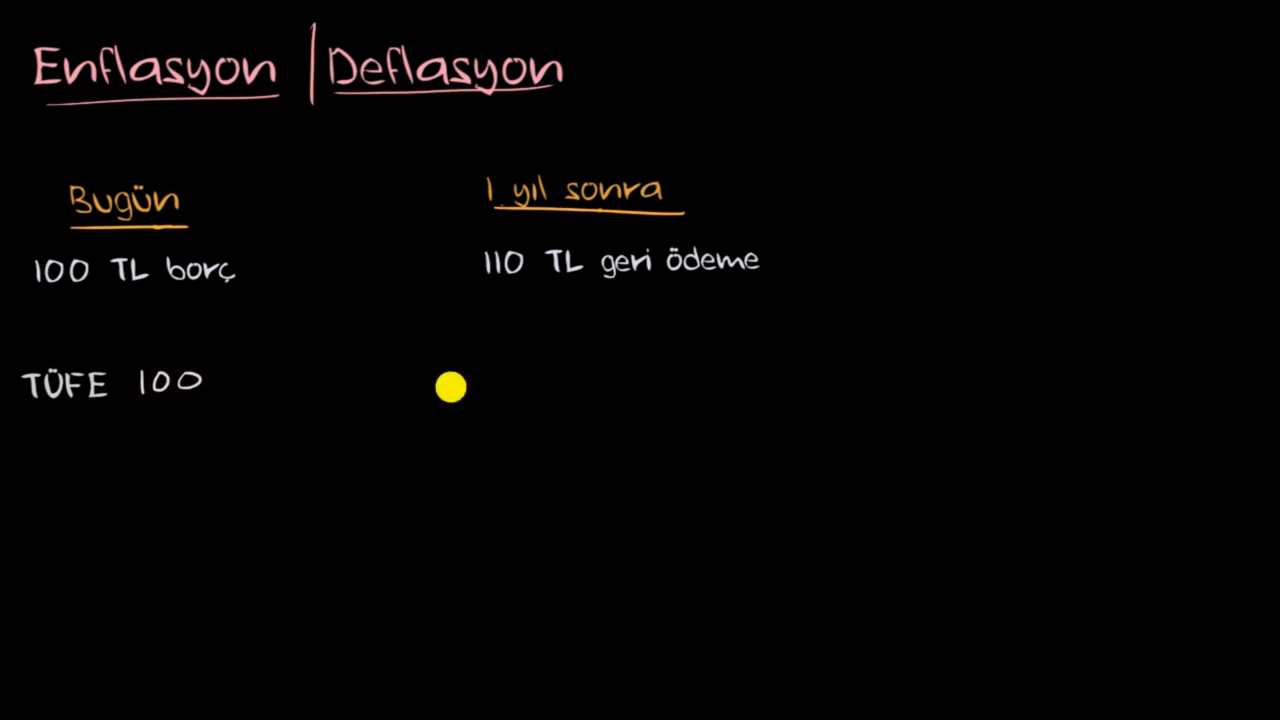 Enflasyon | Deflasyon
Bugün
1 yıl sonra
100 TL borç
110 TL geri ödeme
TÜFE 100